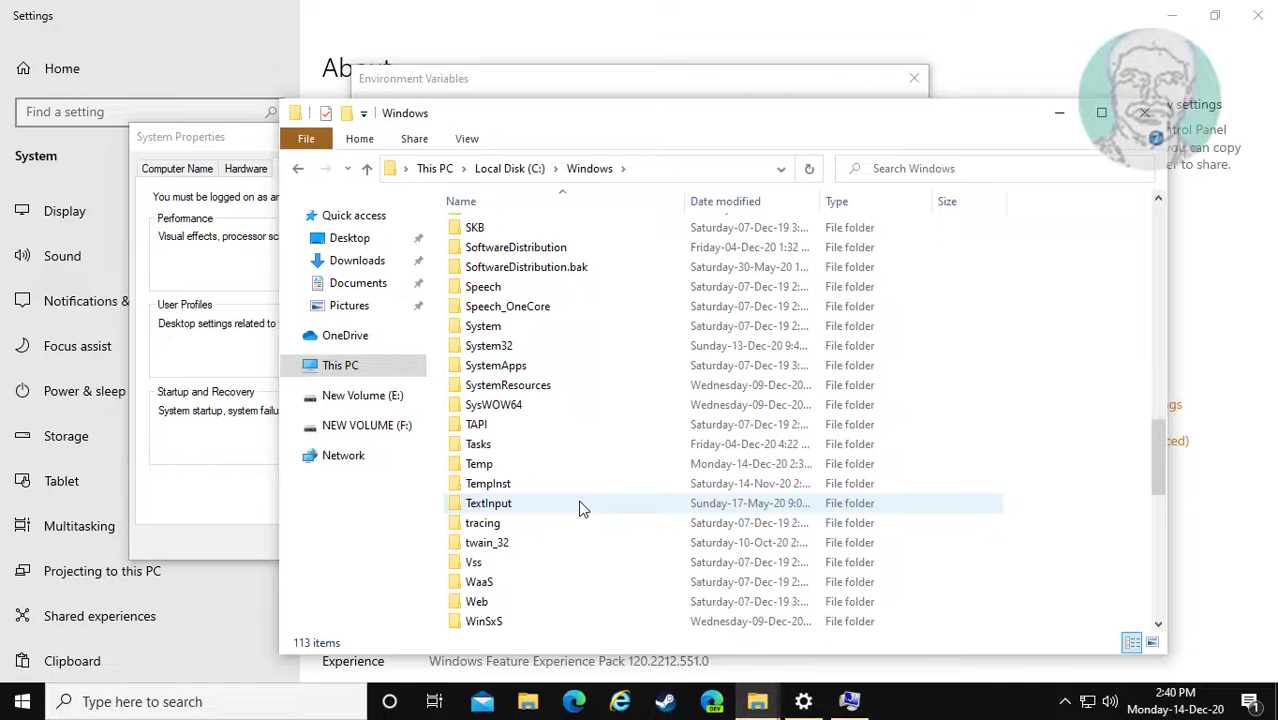 Settings
Home
Find a setting
System
Display
Sound
Notifications &
Focus assist
Power & sleep
Storage
Tablet
Multitasking
Projecting to this PC
Shared experiences
Clipboard
System Properties
Computer Name
Hardware
You must be logged on as an
Performance
Visual effects, processor sc
User Profiles
Desktop settings related to
Startup and Recovery
System startup, system failu
Environment Variables
Windows
File
Home
Share
View
This PC
Local Disk (C:)
Windows
Search Windows
Quick access
Desktop
Downloads
Documents
Pictures
OneDrive
This PC
New Volume (E:)
NEW VOLUME (F:)
Network
Name Date modified Type Size
SKB Saturday-07-Dec-19 3:... File folder
SoftwareDistribution Friday-04-Dec-20 1:32 ... File folder
SoftwareDistribution.bak Saturday-30-May-20 1... File folder
Speech Saturday-07-Dec-19 2:... File folder
Speech_OneCore Saturday-07-Dec-19 2:... File folder
System Saturday-07-Dec-19 2:... File folder
System32 Sunday-13-Dec-20 9:4... File folder
SystemApps Saturday-07-Dec-19 2:... File folder
SystemResources Wednesday-09-Dec-20... File folder
SysWOW64 Wednesday-09-Dec-20... File folder
TAPI Saturday-07-Dec-19 2:... File folder
Tasks Friday-04-Dec-20 4:22 ... File folder
Temp Monday-14-Dec-20 2:3... File folder
TempInst Saturday-14-Nov-20 2:... File folder
TextInput Sunday-17-May-20 9:0... File folder
tracing Saturday-07-Dec-19 2:... File folder
twain_32 Saturday-10-Oct-20 2:... File folder
Vss Saturday-07-Dec-19 2:... File folder
WaaS Saturday-07-Dec-19 2:... File folder
Web Saturday-07-Dec-19 3:... File folder
WinSxS Wednesday-09-Dec-20... File folder
113 items
Experience Windows Feature Experience Pack 120.2212.551.0
settings
ntrol Panel
you can copy
er to share.
Type here to search
DEV
2:40 PM
Monday-14-Dec-20
1